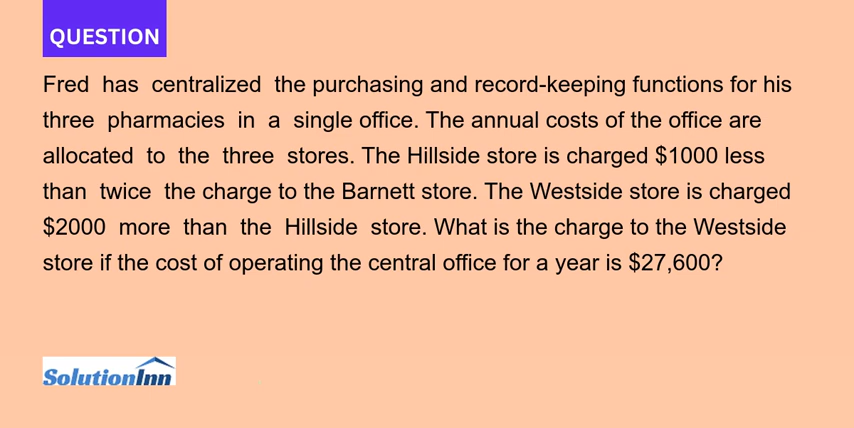 QUESTION
Fred has centralized the purchasing and record-keeping functions for his
three pharmacies in a single office. The annual costs of the office are
allocated to the three stores. The Hillside store is charged $1000 less
than twice the charge to the Barnett store. The Westside store is charged
$2000 more than the Hillside store. What is the charge to the Westside
store if the cost of operating the central office for a year is $27,600?
SolutionInn